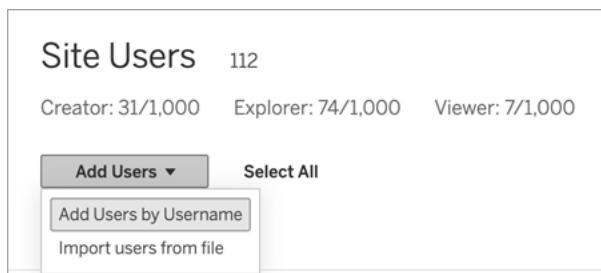 Site Users 112
Creator: 31/1,000 Explorer: 74/1,000 Viewer: 7/1,000
Add Users ▼ Select All
Add Users by Username
Import users from file